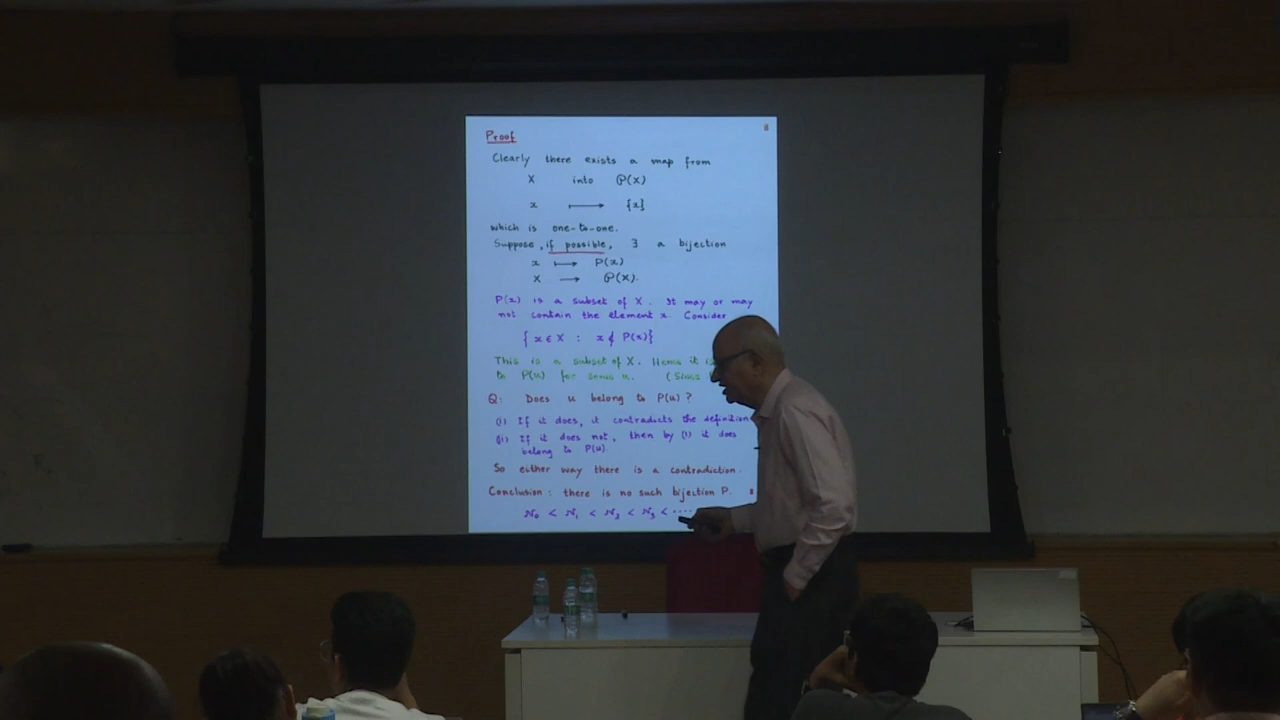 Proof
Clearly there exists a map from
X into ℙ(X)
x ⟼ {x}
which is one-to-one.
Suppose, if possible, ∃ a bijection
x ⟼ P(x)
X → ℙ(X).
P(x) is a subset of X. It may or may
not contain the element x. Consider
{ x ∈ X : x ∉ P(x)}
This is a subset of X. Hence it is
to P(u) for some u. (Since
Q: Does u belong to P(u)?
(i) If it does, it contradicts the definition
(ii) If it does not, then by (1) it does
belong to P(u).
So either way there is a contradiction.
Conclusion: there is no such bijection P.
ℵ₀ < ℵ₁ < ℵ₂ < ℵ₃ < ·····